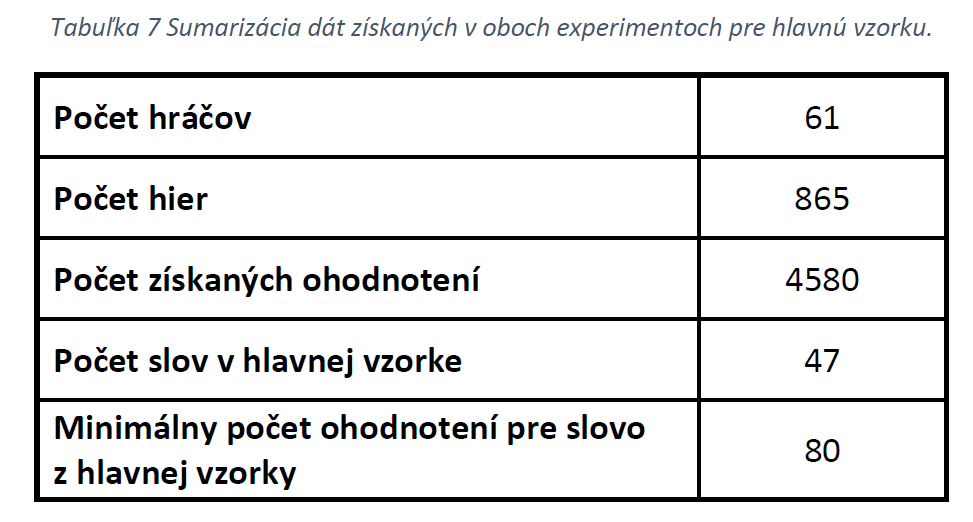 Tabuľka 7 Sumarizácia dát získaných v oboch experimentoch pre hlavnú vzorku.
Počet hráčov 61
Počet hier 865
Počet získaných ohodnotení 4580
Počet slov v hlavnej vzorke 47
Minimálny počet ohodnotení pre slovo
z hlavnej vzorky 80